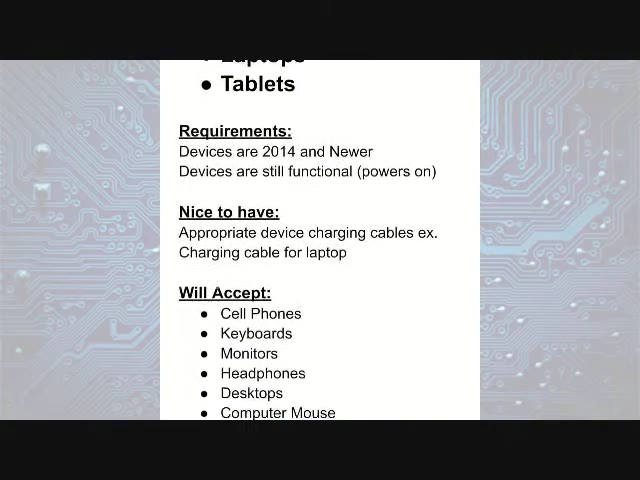 ● Laptops
● Tablets
Requirements:
Devices are 2014 and Newer
Devices are still functional (powers on)
Nice to have:
Appropriate device charging cables ex.
Charging cable for laptop
Will Accept:
● Cell Phones
● Keyboards
● Monitors
● Headphones
● Desktops
● Computer Mouse